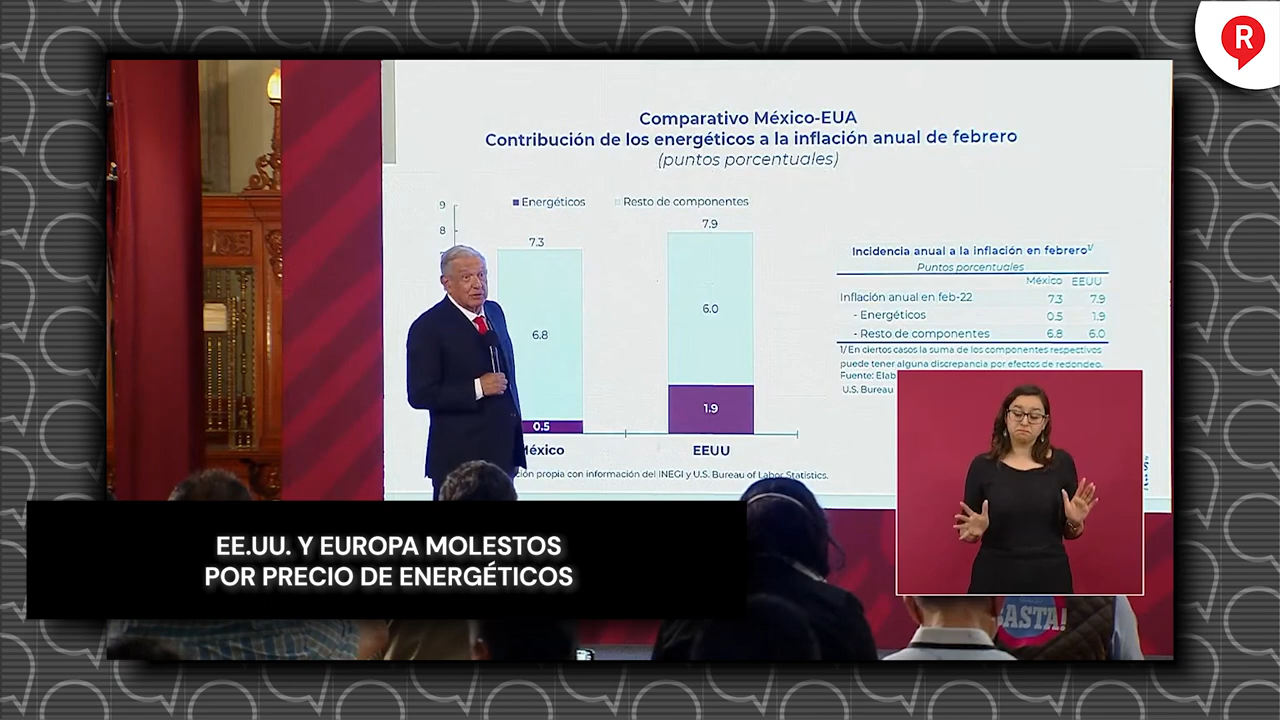 R
Comparativo México-EUA
Contribución de los energéticos a la inflación anual de febrero
(puntos porcentuales)
Energéticos
Resto de componentes
9
8
7.3
6.8
0.5
7.9
6.0
1.9
México
EEUU
ción propia con información del INEGI y U.S. Bureau of Labor Statistics.
Incidencia anual a la inflación en febrero1/
Puntos porcentuales
México EEUU
Inflación anual en feb-22 7.3 7.9
- Energéticos 0.5 1.9
- Resto de componentes 6.8 6.0
1/ En ciertos casos la suma de los componentes respectivos
puede tener alguna discrepancia por efectos de redondeo.
Fuente: Elab
U.S. Bureau
BASTA!
EE.UU. Y EUROPA MOLESTOS
POR PRECIO DE ENERGÉTICOS